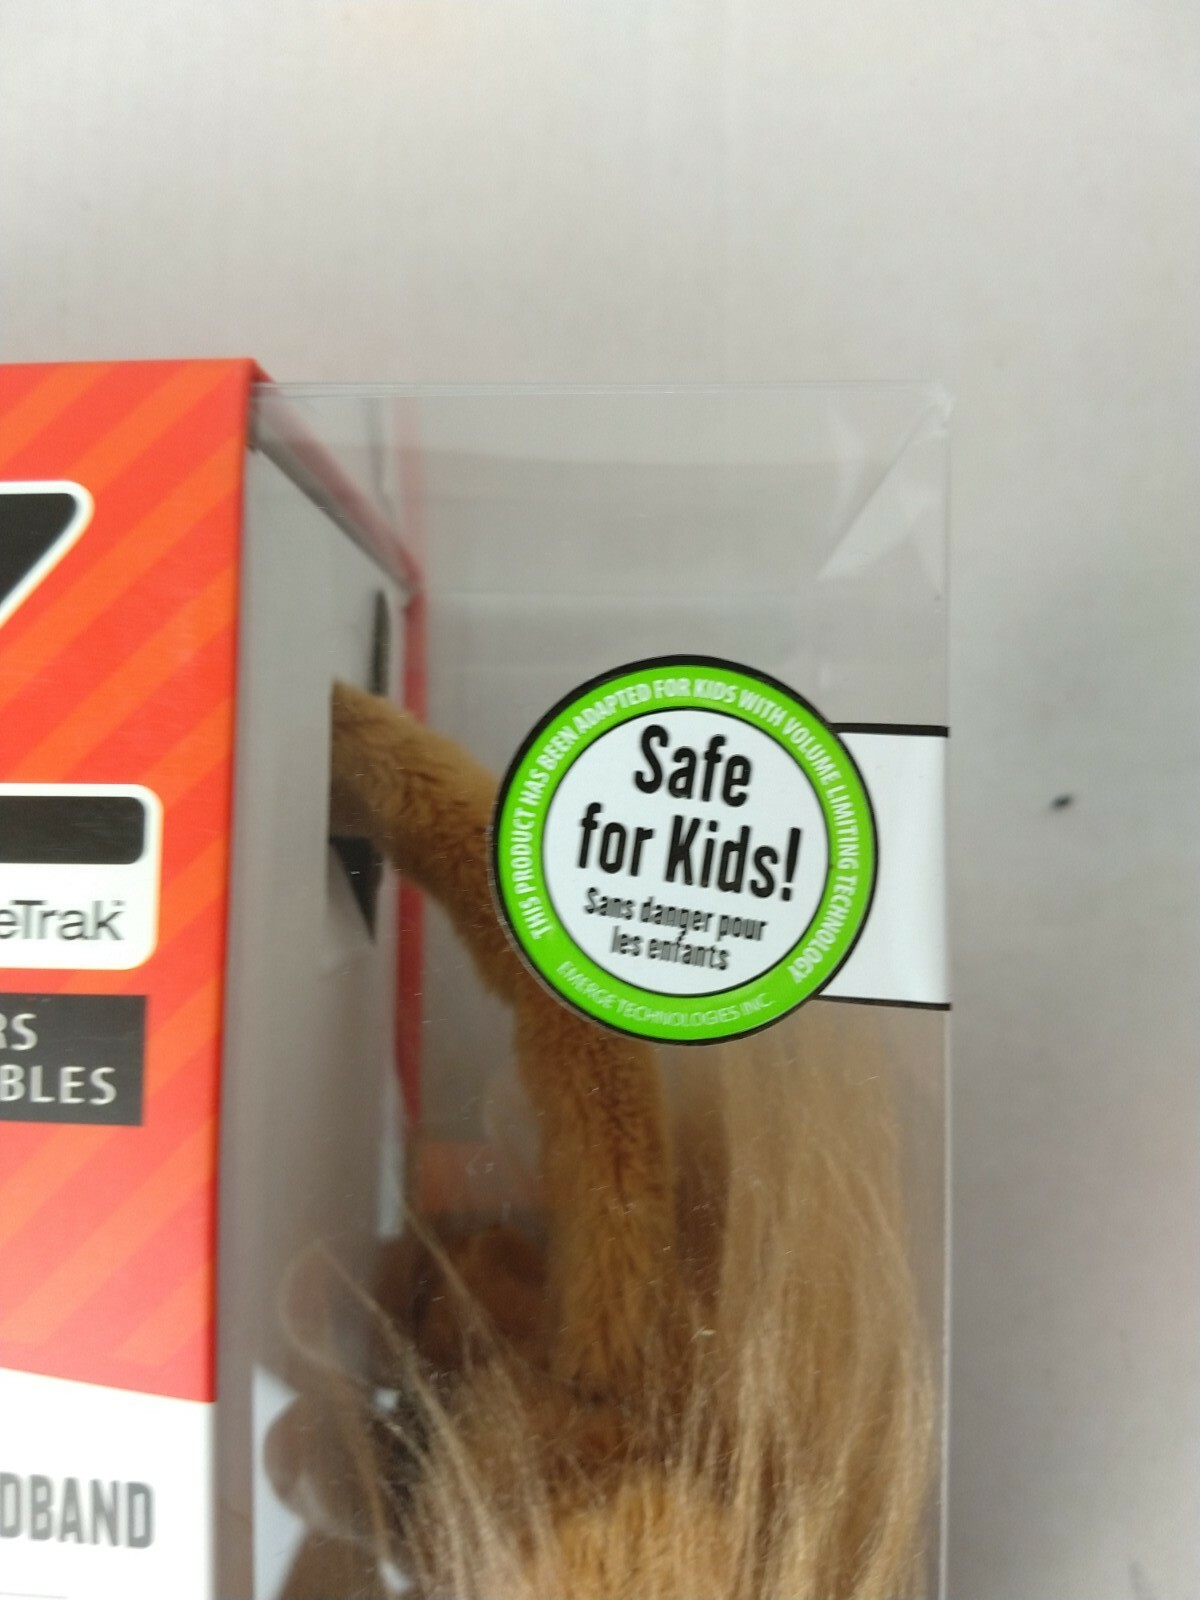 eTrak
RS
BLES
DBAND
THIS PRODUCT HAS BEEN ADAPTED FOR KIDS WITH VOLUME LIMITING TECHNOLOGY
Safe
for Kids!
Sans danger pour
les enfants
EMERGE TECHNOLOGIES INC.